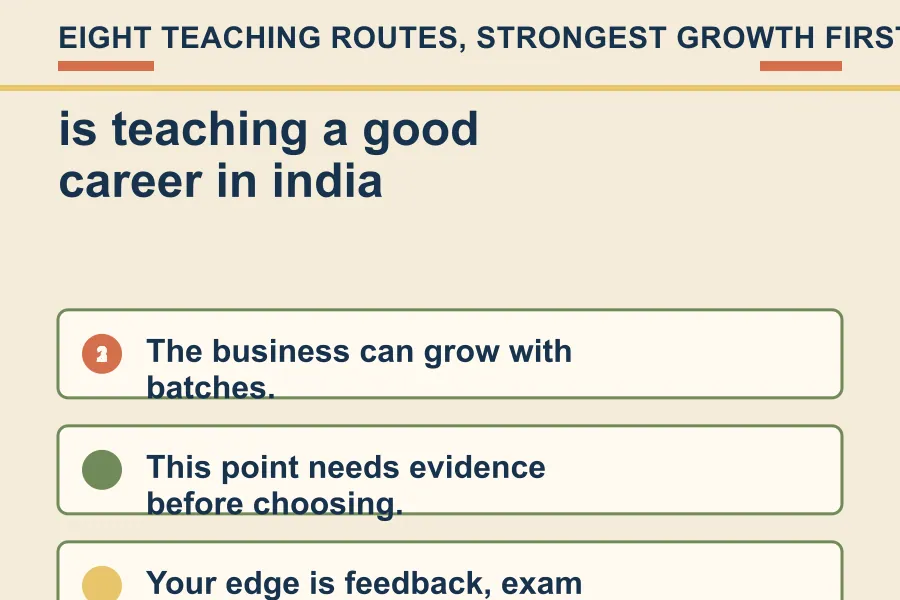 EIGHT TEACHING ROUTES, STRONGEST GROWTH FIRST
is teaching a good
career in india
The business can grow with
batches.
This point needs evidence
before choosing.
Your edge is feedback, exam